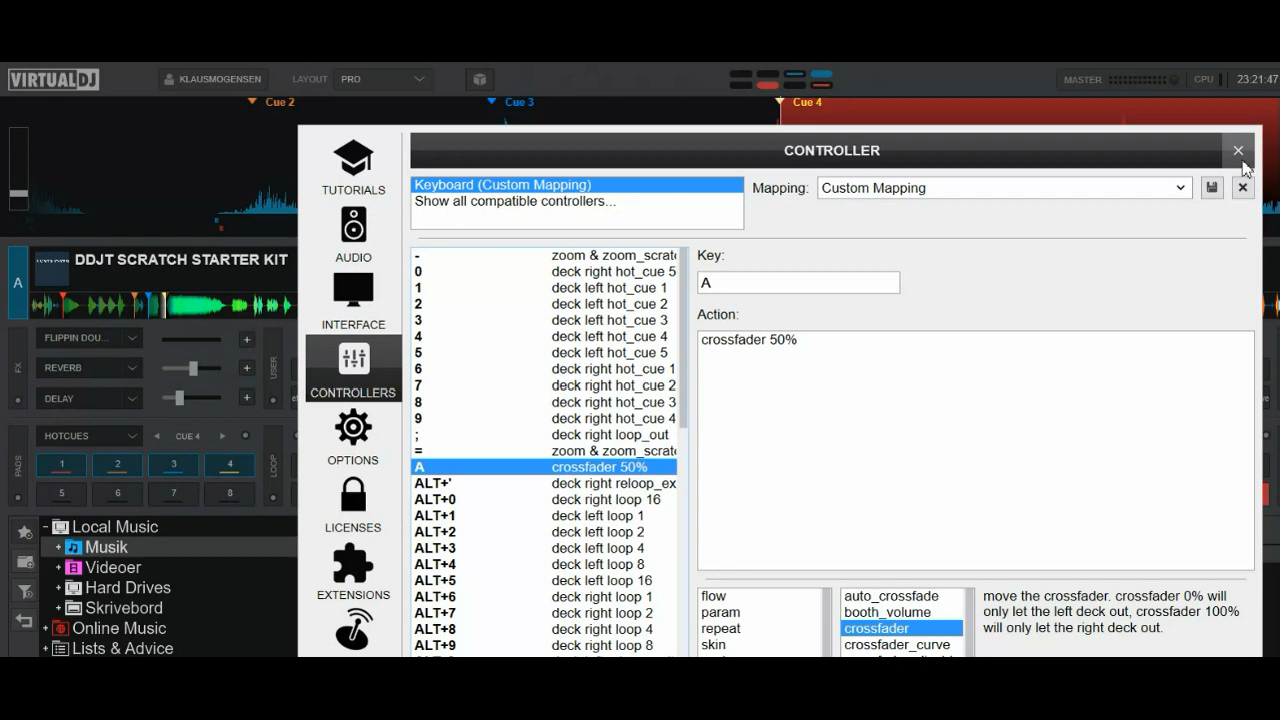 VIRTUALDJ
KLAUSMOGENSEN
LAYOUT PRO
MASTER
CPU
23:21:47
Cue 2
Cue 3
Cue 4
CONTROLLER
TUTORIALS
AUDIO
INTERFACE
CONTROLLERS
OPTIONS
LICENSES
EXTENSIONS
Keyboard (Custom Mapping)
Show all compatible controllers...
Mapping: Custom Mapping
- zoom & zoom_scratc
0 deck right hot_cue 5
1 deck left hot_cue 1
2 deck left hot_cue 2
3 deck left hot_cue 3
4 deck left hot_cue 4
5 deck left hot_cue 5
6 deck right hot_cue 1
7 deck right hot_cue 2
8 deck right hot_cue 3
9 deck right hot_cue 4
; deck right loop_out
= zoom & zoom_scratc
A crossfader 50%
ALT+' deck right reloop_ex
ALT+0 deck right loop 16
ALT+1 deck left loop 1
ALT+2 deck left loop 2
ALT+3 deck left loop 4
ALT+4 deck left loop 8
ALT+5 deck left loop 16
ALT+6 deck right loop 1
ALT+7 deck right loop 2
ALT+8 deck right loop 4
ALT+9 deck right loop 8
Key:
A
Action:
crossfader 50%
flow
param
repeat
skin
auto_crossfade
booth_volume
crossfader
crossfader_curve
move the crossfader. crossfader 0% will
only let the left deck out, crossfader 100%
will only let the right deck out.
A
DDJT SCRATCH STARTER KIT
FX
FLIPPIN DOU...
REVERB
DELAY
USER
PADS
HOTCUES
CUE 4
LOOP
1 2 3 4
5 6 7 8
Local Music
Musik
Videoer
Hard Drives
Skrivebord
Online Music
Lists & Advice